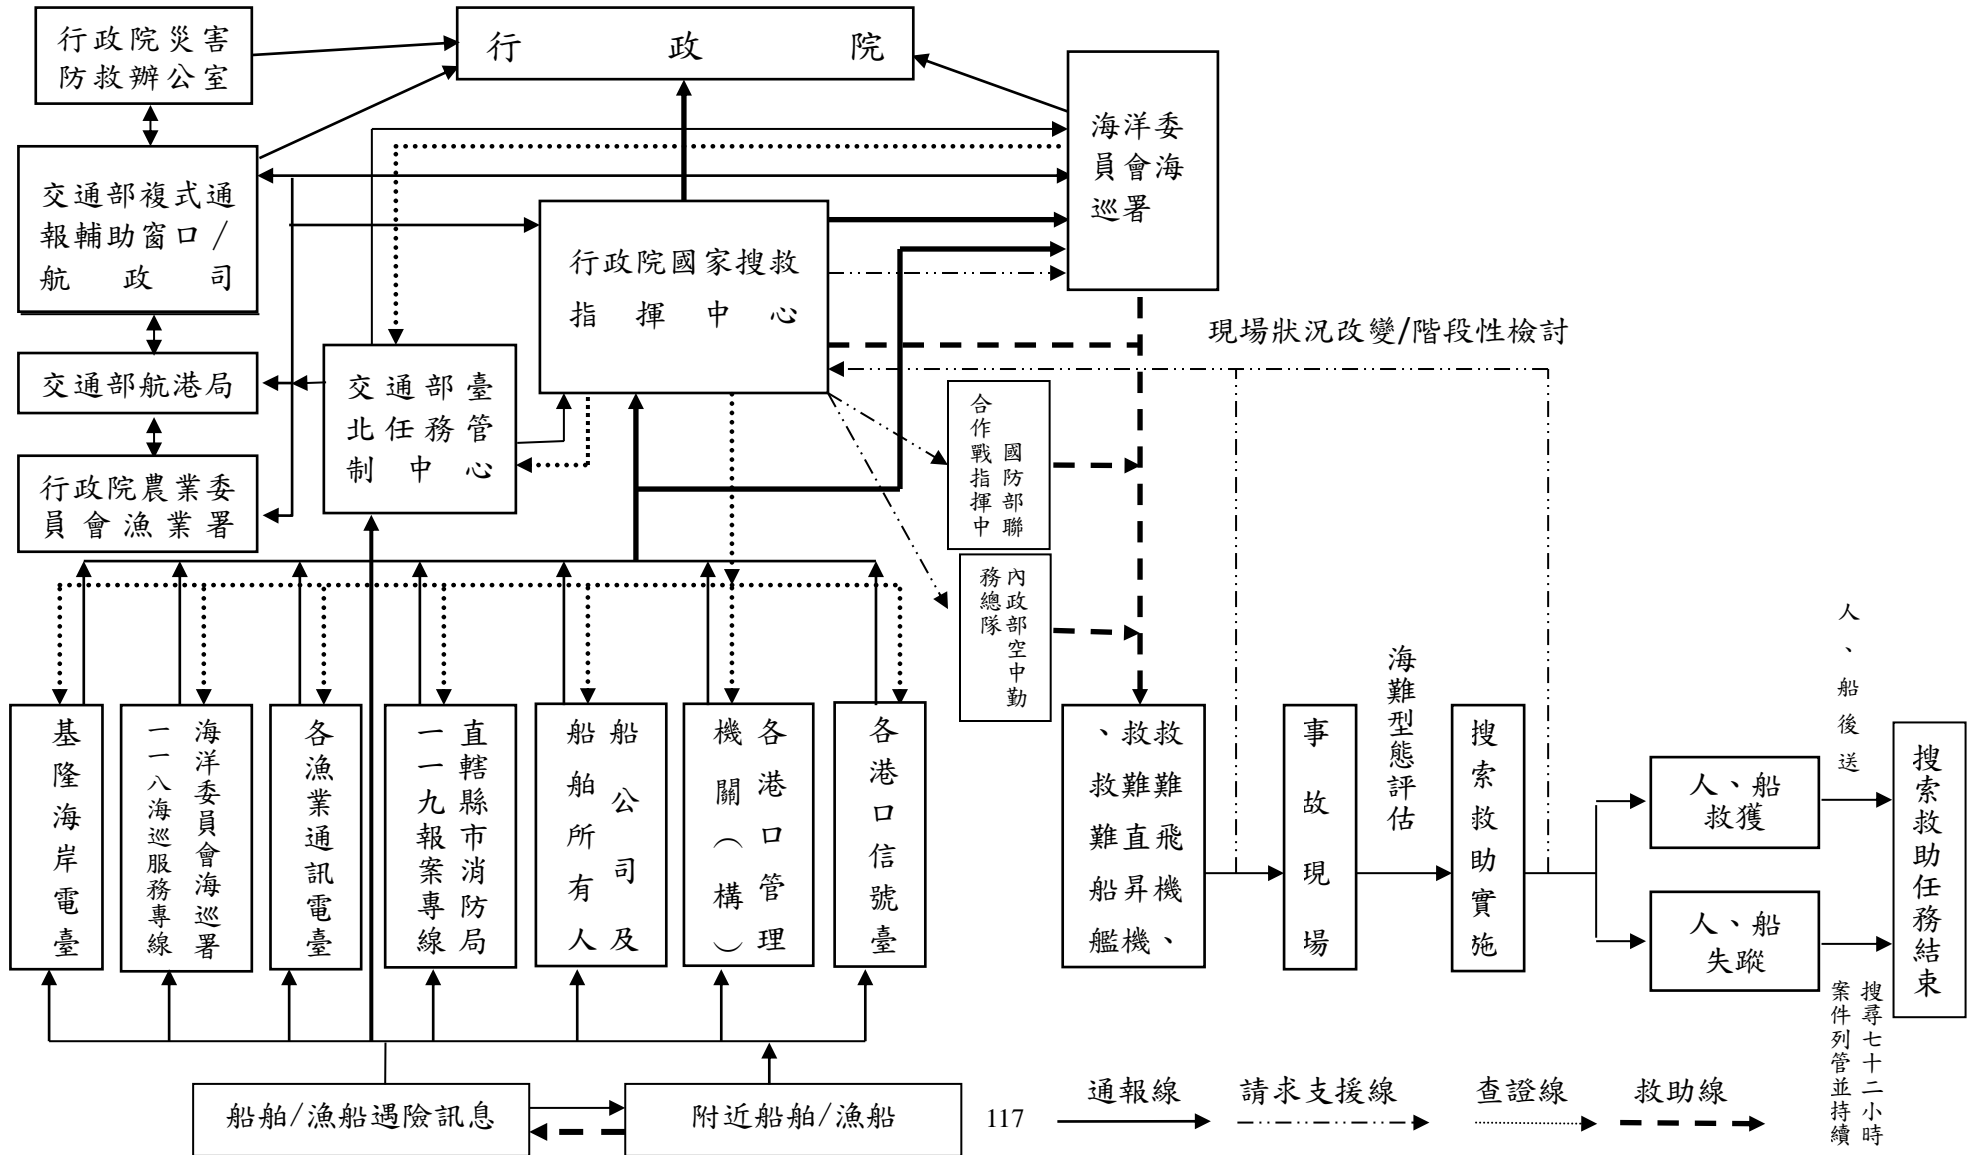 行政院災害
防救辦公室
行政院
海洋委
員會海
巡署
交通部複式通
報輔助窗口/
航政司
行政院國家搜救
指揮中心
現場狀況改變/階段性檢討
交通部航港局
交通部臺
北任務管
制中心
行政院農業委
員會漁業署
國防部聯
合作戰指揮中
內政部空中勤
務總隊
基隆海岸電臺
海洋委員會海巡署
一一八海巡服務專線
各漁業通訊電臺
直轄縣市消防局
一一九報案專線
船公司及
船舶所有人
各港口管理
機關(構)
各港口信號臺
救難飛機、
救難直昇機
、救難船艦
事故現場
海難型態評估
搜索救助實施
人、船
救獲
人、船
失蹤
人、船後送
搜尋七十二小時
案件列管並持續
搜索救助任務結束
船舶/漁船遇險訊息
附近船舶/漁船
117
通報線
請求支援線
查證線
救助線